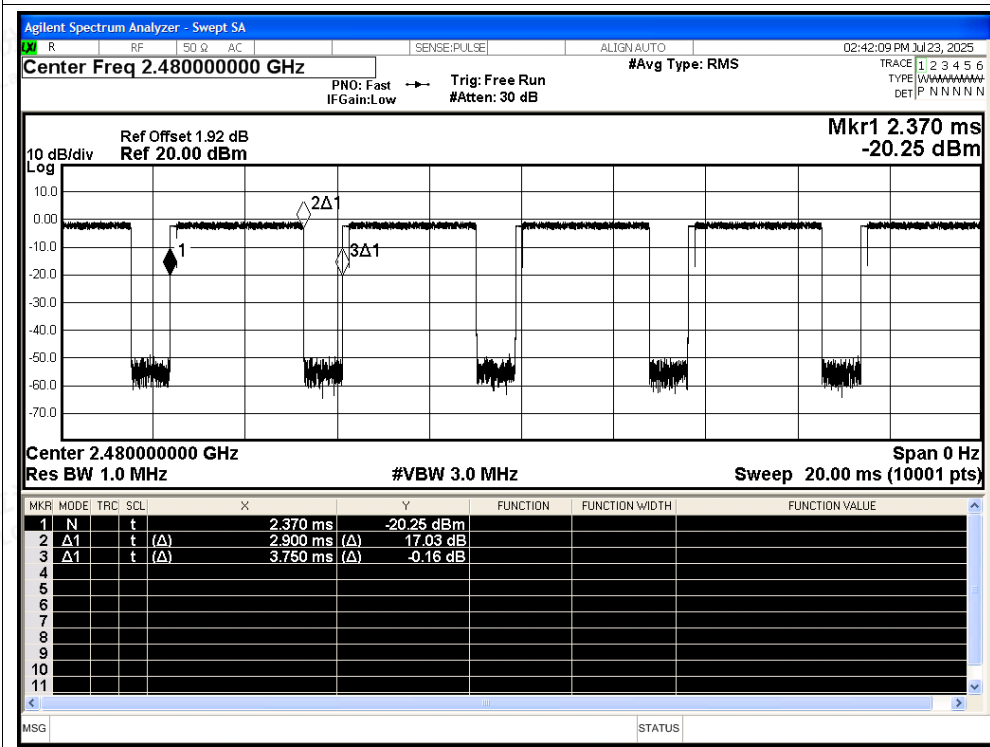 Agilent Spectrum Analyzer - Swept SA
LXI R RF 50 Ω AC SENSE:PULSE ALIGN AUTO 02:42:09 PM Jul 23, 2025
Center Freq 2.480000000 GHz #Avg Type: RMS TRACE 1 2 3 4 5 6
PNO: Fast Trig: Free Run TYPE W
IFGain:Low #Atten: 30 dB DET P N N N N N
Mkr1 2.370 ms
Ref Offset 1.92 dB
10 dB/div Ref 20.00 dBm -20.25 dBm
Log
10.0
0.00
-10.0
-20.0
-30.0
-40.0
-50.0
-60.0
-70.0
2Δ1
1
3Δ1
Center 2.480000000 GHz Span 0 Hz
Res BW 1.0 MHz #VBW 3.0 MHz Sweep 20.00 ms (10001 pts)
MKR MODE TRC SCL X Y FUNCTION FUNCTION WIDTH FUNCTION VALUE
1 N t 2.370 ms -20.25 dBm
2 Δ1 t (Δ) 2.900 ms (Δ) 17.03 dB
3 Δ1 t (Δ) 3.750 ms (Δ) -0.16 dB
4
5
6
7
8
9
10
11
MSG STATUS